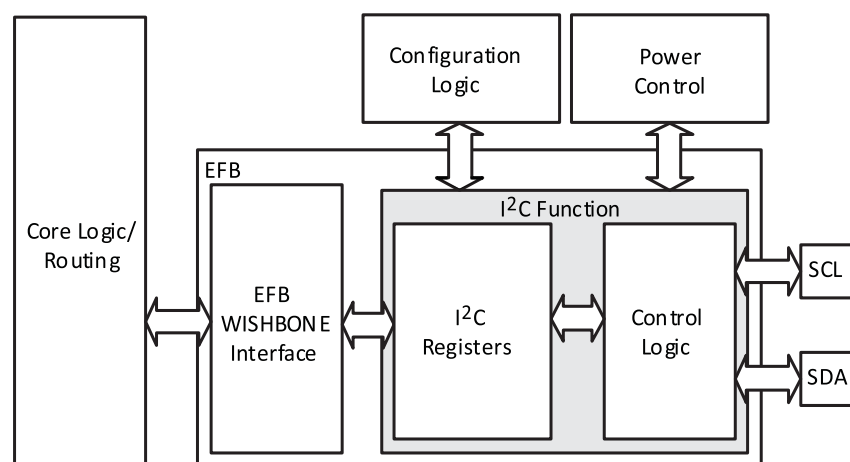 Configuration
Logic
Power
Control
EFB
I²C Function
Core Logic/
Routing
EFB
WISHBONE
Interface
I²C
Registers
Control
Logic
SCL
SDA